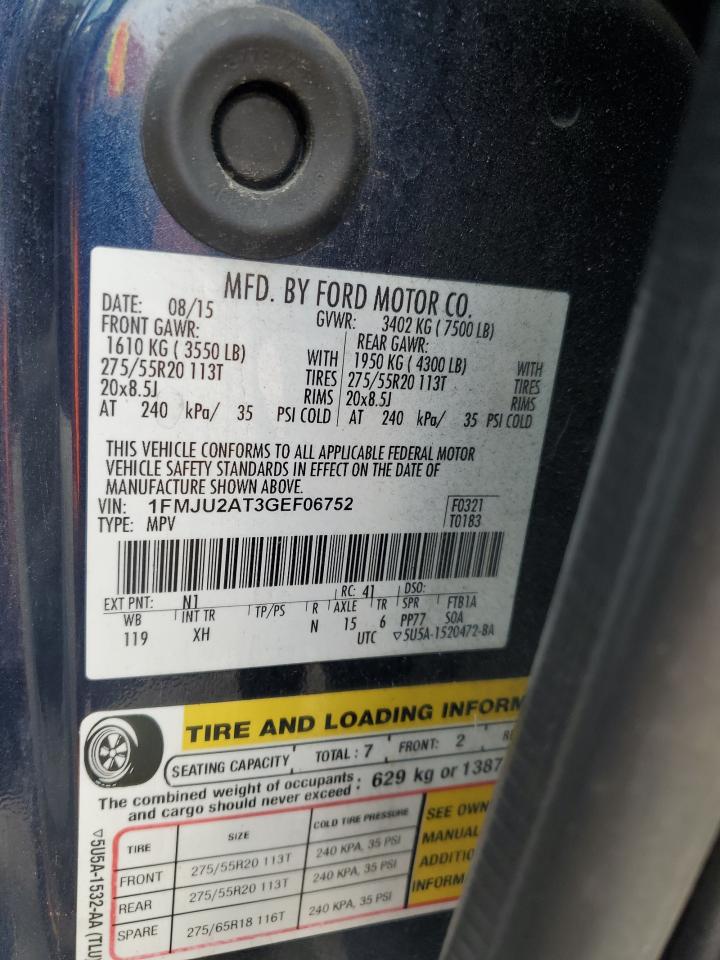 MFD. BY FORD MOTOR CO.
DATE: 08/15 GVWR: 3402 KG ( 7500 LB)
FRONT GAWR: REAR GAWR:
1610 KG ( 3550 LB) WITH 1950 KG ( 4300 LB) WITH
275/55R20 113T TIRES 275/55R20 113T TIRES
20x8.5J RIMS 20x8.5J RIMS
AT 240 kPa/ 35 PSI COLD AT 240 kPa/ 35 PSI COLD
THIS VEHICLE CONFORMS TO ALL APPLICABLE FEDERAL MOTOR
VEHICLE SAFETY STANDARDS IN EFFECT ON THE DATE OF
MANUFACTURE SHOWN ABOVE.
VIN: 1FMJU2AT3GEF06752 F0321
TYPE: MPV T0183
EXT PNT: N1 RC: 41 DSO:
WB INT TR TP/PS R AXLE TR SPR FTB1A
119 XH N 15 6 PP77 SOA
UTC ▽5U5A-1520472-BA
TIRE AND LOADING INFORM
SEATING CAPACITY TOTAL : 7 FRONT: 2
The combined weight of occupants
and cargo should never exceed : 629 kg or 1387
TIRE SIZE COLD TIRE PRESSURE
FRONT 275/55R20 113T 240 KPA, 35 PSI
REAR 275/55R20 113T 240 KPA, 35 PSI
SPARE 275/65R18 116T 240 KPA, 35 PSI
SEE OWN
MANUAL
ADDITIO
INFORM
▽5U5A-1532-AA (TLU